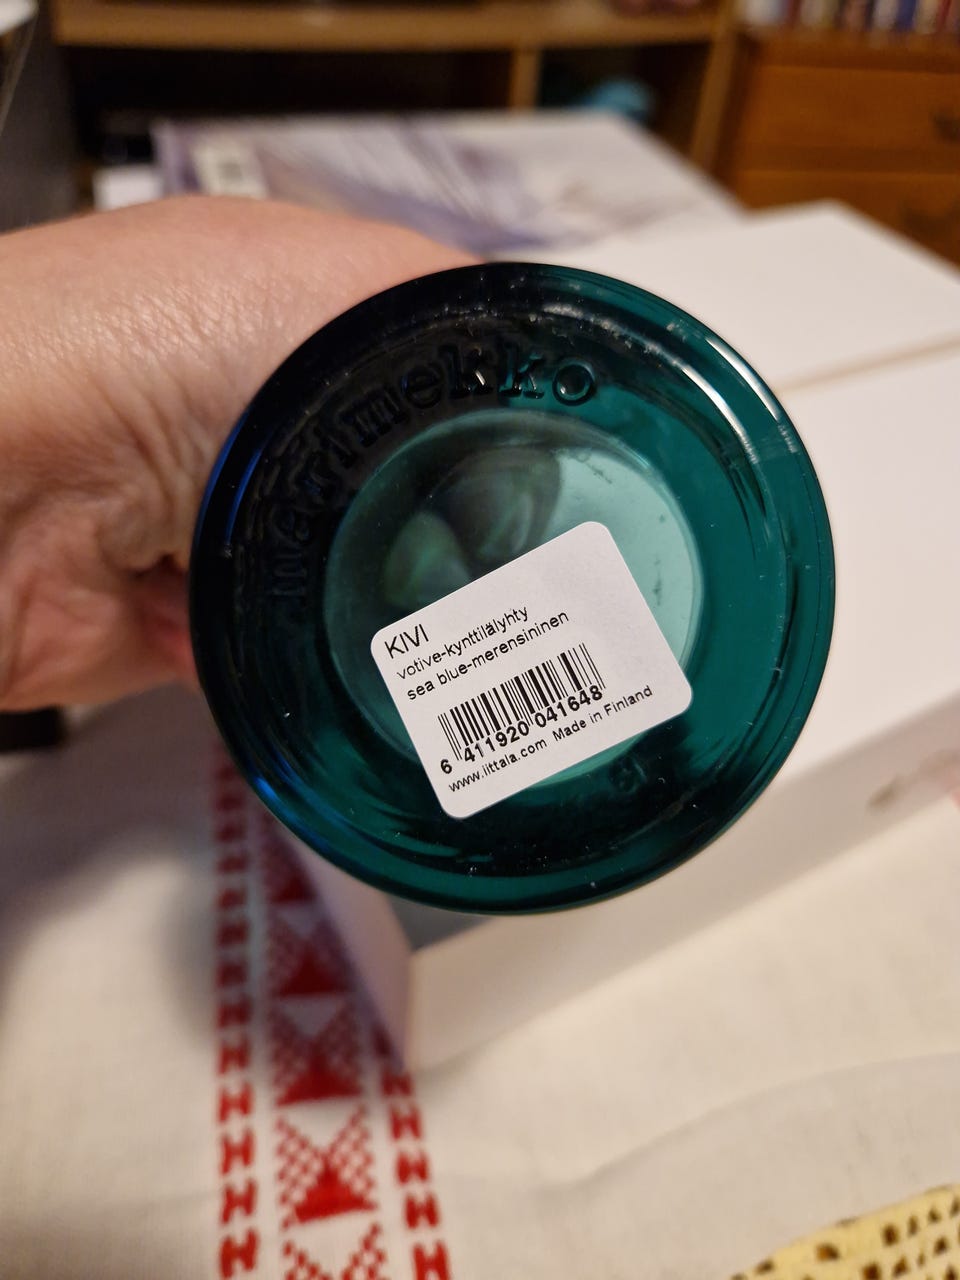 marimekko
KIVI
votive-kynttilälyhty
sea blue-merensininen
6 411920 041648
www.iittala.com Made in Finland